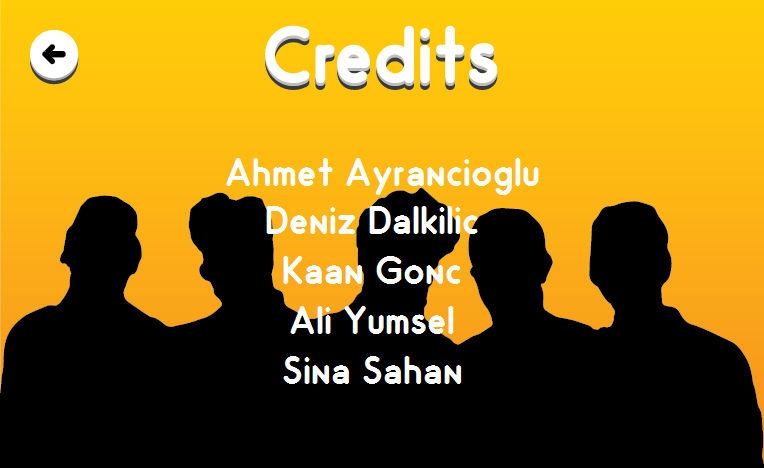 Credits
Ahmet Ayrancioglu
Deniz Dalkilic
Kaan Gonc
Ali Yumsel
Sina Sahan